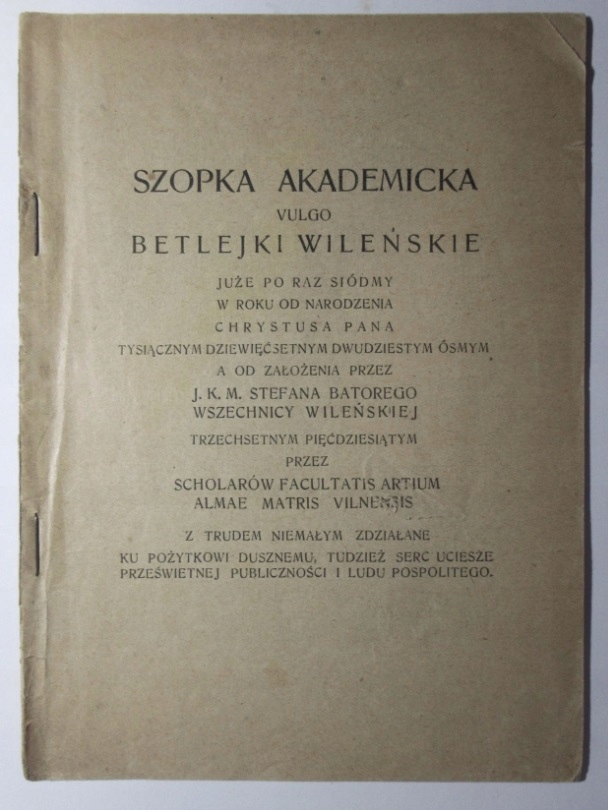 SZOPKA AKADEMICKA
VULGO
BETLEJKI WILEŃSKIE
JUŻE PO RAZ SIÓDMY
W ROKU OD NARODZENIA
CHRYSTUSA PANA
TYSIĄCZNYM DZIEWIĘĆSETNYM DWUDZIESTYM ÓSMYM
A OD ZAŁOŻENIA PRZEZ
J. K. M. STEFANA BATOREGO
WSZECHNICY WILEŃSKIEJ
TRZECHSETNYM PIĘĆDZIESIĄTYM
PRZEZ
SCHOLARÓW FACULTATIS ARTIUM
ALMAE MATRIS VILNENSIS
Z TRUDEM NIEMAŁYM ZDZIAŁANE
KU POŻYTKOWI DUSZNEMU, TUDZIEŻ SERC UCIESZE
PRZEŚWIETNEJ PUBLICZNOŚCI I LUDU POSPOLITEGO.